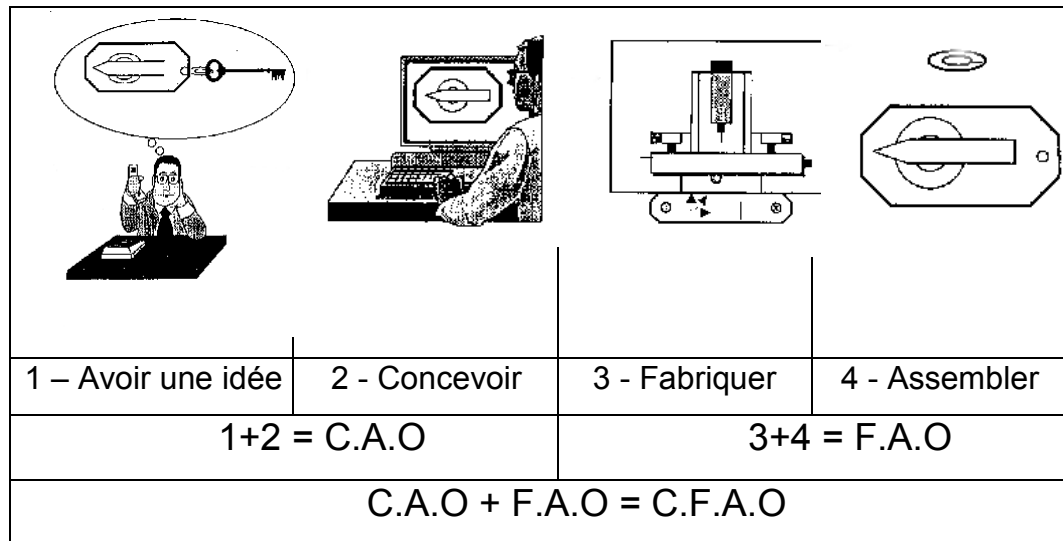 1 – Avoir une idée
2 - Concevoir
3 - Fabriquer
4 - Assembler
1+2 = C.A.O
3+4 = F.A.O
C.A.O + F.A.O = C.F.A.O